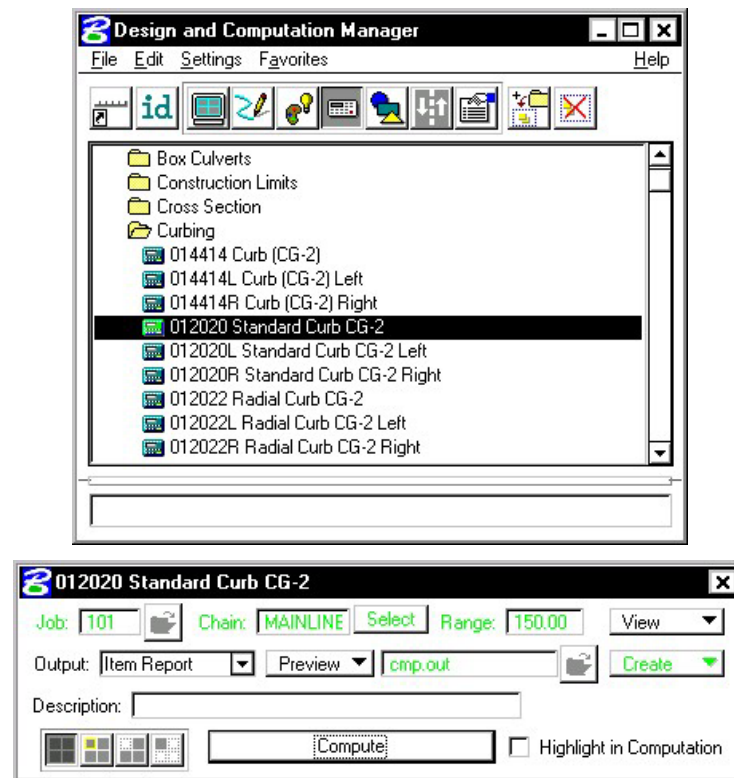 Design and Computation Manager
File Edit Settings Favorites Help
id
Box Culverts
Construction Limits
Cross Section
Curbing
014414 Curb (CG-2)
014414L Curb (CG-2) Left
014414R Curb (CG-2) Right
012020 Standard Curb CG-2
012020L Standard Curb CG-2 Left
012020R Standard Curb CG-2 Right
012022 Radial Curb CG-2
012022L Radial Curb CG-2 Left
012022R Radial Curb CG-2 Right
012020 Standard Curb CG-2
Job: 101 Chain: MAINLINE Select Range: 150.00 View
Output: Item Report Preview cmp.out Create
Description:
Compute Highlight in Computation